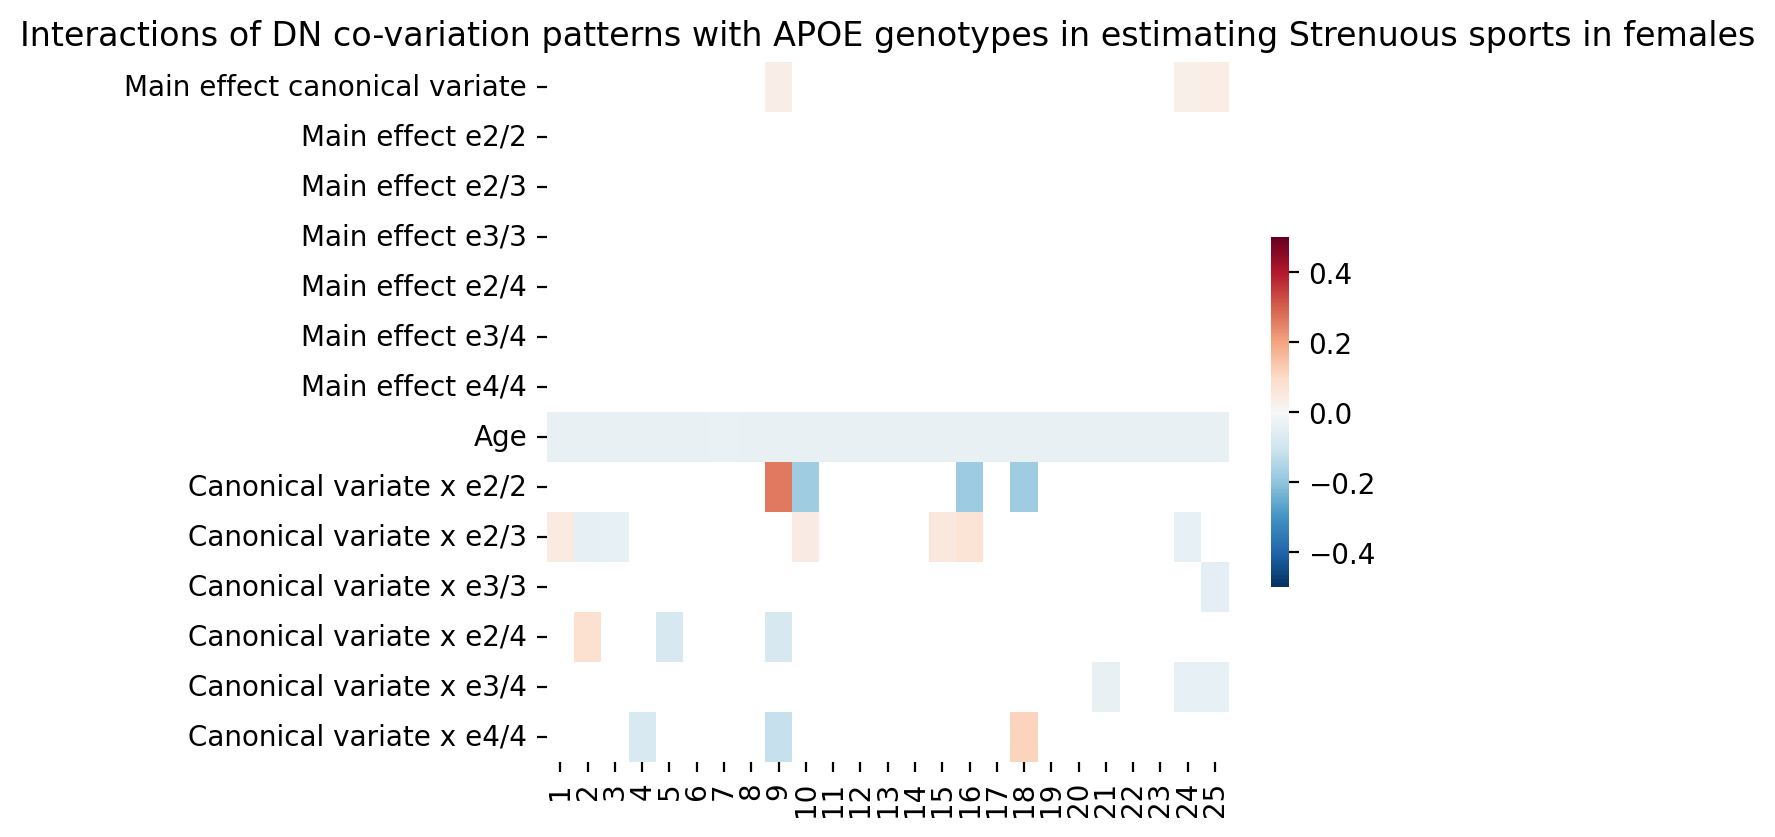 Interactions of DN co-variation patterns with APOE genotypes in estimating Strenuous sports in females
Main effect canonical variate
Main effect e2/2
Main effect e2/3
Main effect e3/3
Main effect e2/4
Main effect e3/4
Main effect e4/4
Age
Canonical variate x e2/2
Canonical variate x e2/3
Canonical variate x e3/3
Canonical variate x e2/4
Canonical variate x e3/4
Canonical variate x e4/4
1 2 3 4 5 6 7 8 9 10 11 12 13 14 15 16 17 18 19 20 21 22 23 24 25
0.4
0.2
0.0
−0.2
−0.4